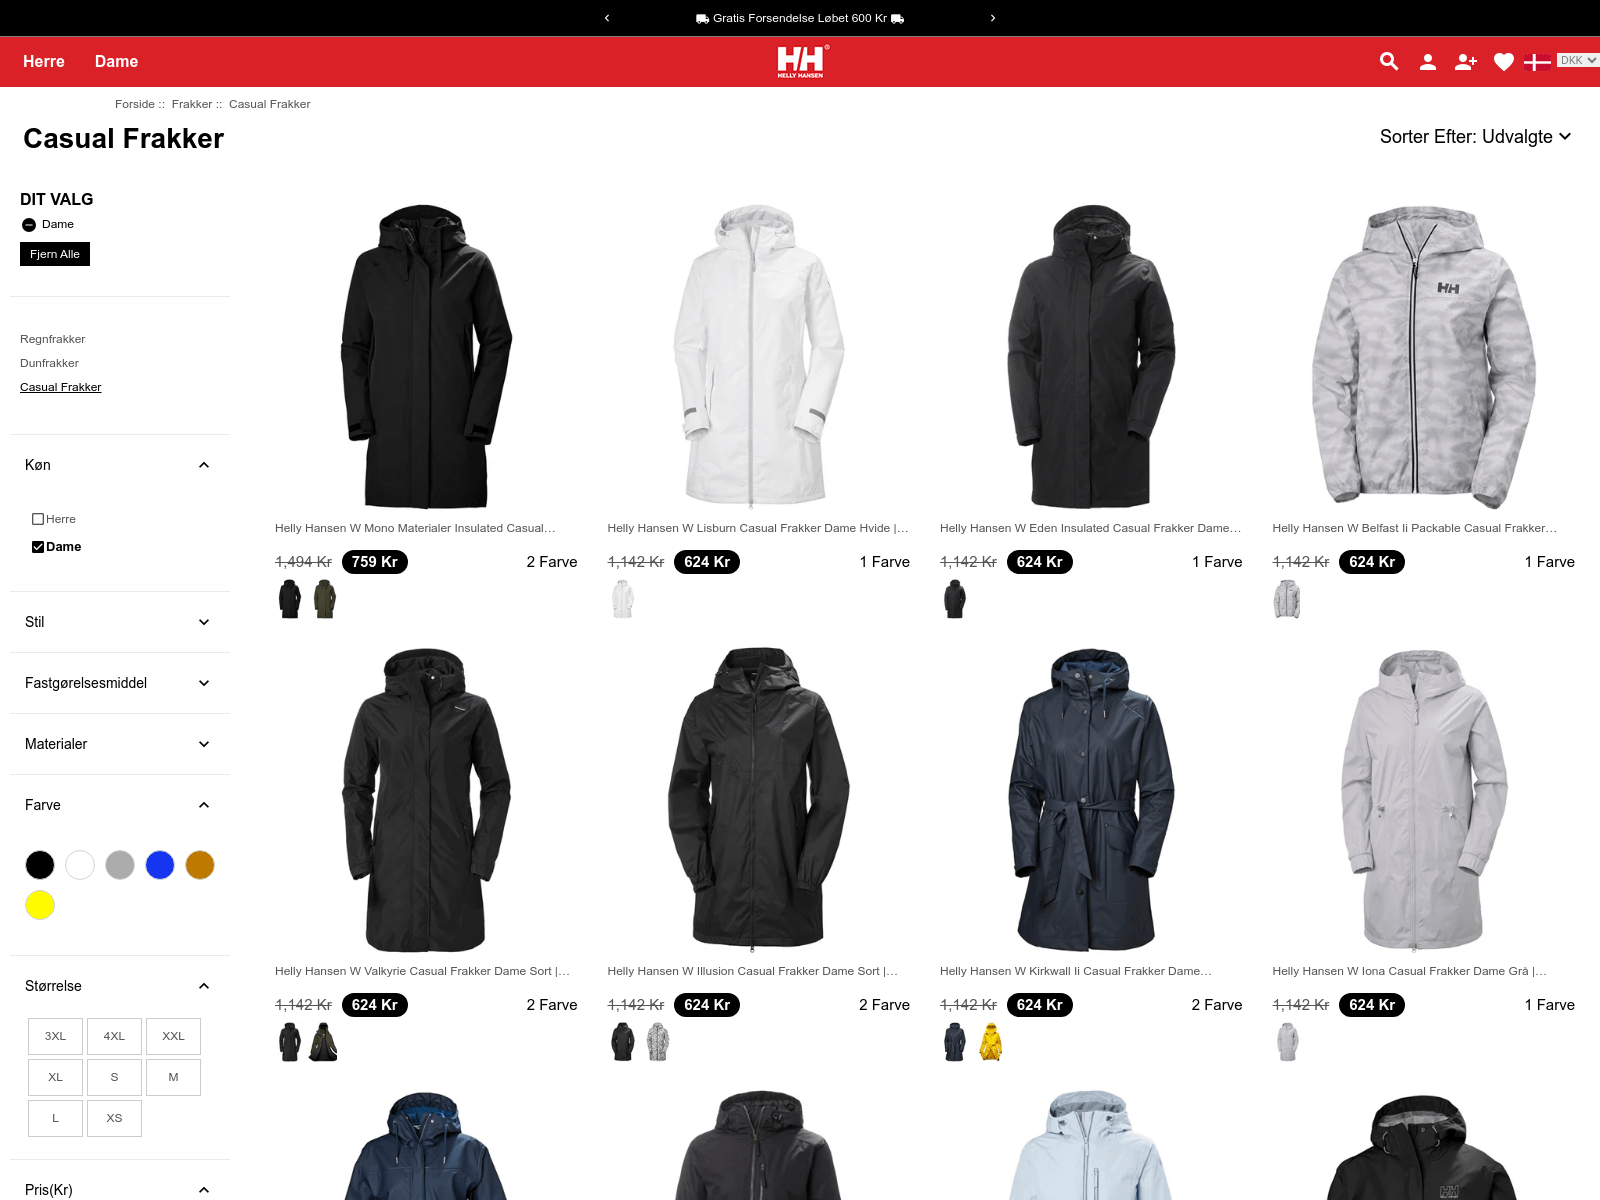 Gratis Forsendelse Løbet 600 Kr
Herre
Dame
HH
HELLY HANSEN
DKK
Forside ::
Frakker ::
Casual Frakker
Casual Frakker
Sorter Efter: Udvalgte
DIT VALG
Dame
Fjern Alle
Regnfrakker
Dunfrakker
Casual Frakker
Køn
Herre
Dame
Stil
Fastgørelsesmiddel
Materialer
Farve
Størrelse
3XL
4XL
XXL
XL
S
M
L
XS
Pris(Kr)
HH
Helly Hansen W Mono Materialer Insulated Casual...
1,494 Kr
759 Kr
2 Farve
Helly Hansen W Lisburn Casual Frakker Dame Hvide |...
1,142 Kr
624 Kr
1 Farve
Helly Hansen W Eden Insulated Casual Frakker Dame...
1,142 Kr
624 Kr
1 Farve
Helly Hansen W Belfast Ii Packable Casual Frakker...
1,142 Kr
624 Kr
1 Farve
Helly Hansen W Valkyrie Casual Frakker Dame Sort |...
1,142 Kr
624 Kr
2 Farve
Helly Hansen W Illusion Casual Frakker Dame Sort |...
1,142 Kr
624 Kr
2 Farve
Helly Hansen W Kirkwall Ii Casual Frakker Dame...
1,142 Kr
624 Kr
2 Farve
Helly Hansen W Iona Casual Frakker Dame Grå |...
1,142 Kr
624 Kr
1 Farve
HH